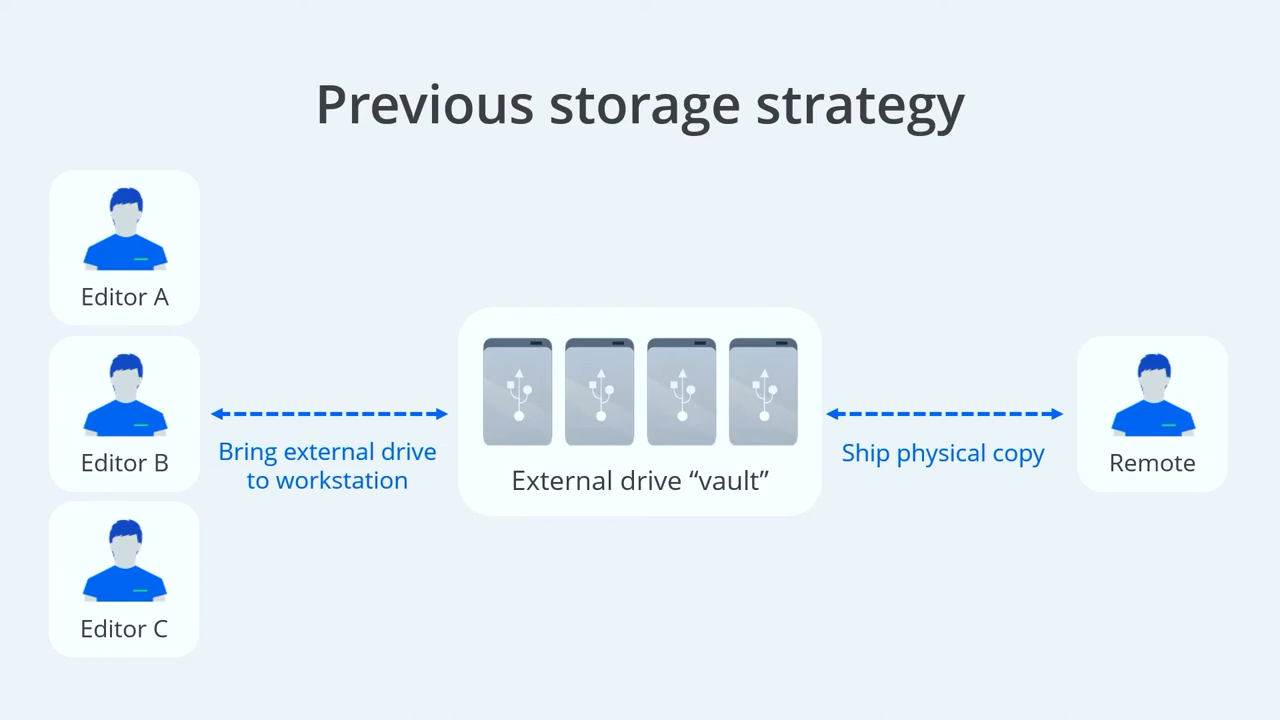 Previous storage strategy
Editor A
Editor B
Editor C
Bring external drive
to workstation
External drive “vault”
Ship physical copy
Remote